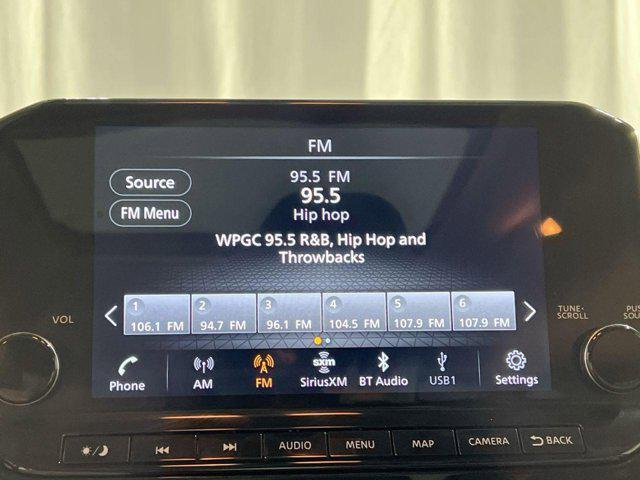 FM
Source
95.5 FM
95.5
FM Menu
Hip hop
WPGC 95.5 R&B, Hip Hop and
Throwbacks
1 2 3 4 5 6
106.1 FM 94.7 FM 96.1 FM 104.5 FM 107.9 FM 107.9 FM
VOL
TUNE·
SCROLL
Phone AM FM SiriusXM BT Audio USB1 Settings
sxm
AUDIO MENU MAP CAMERA BACK